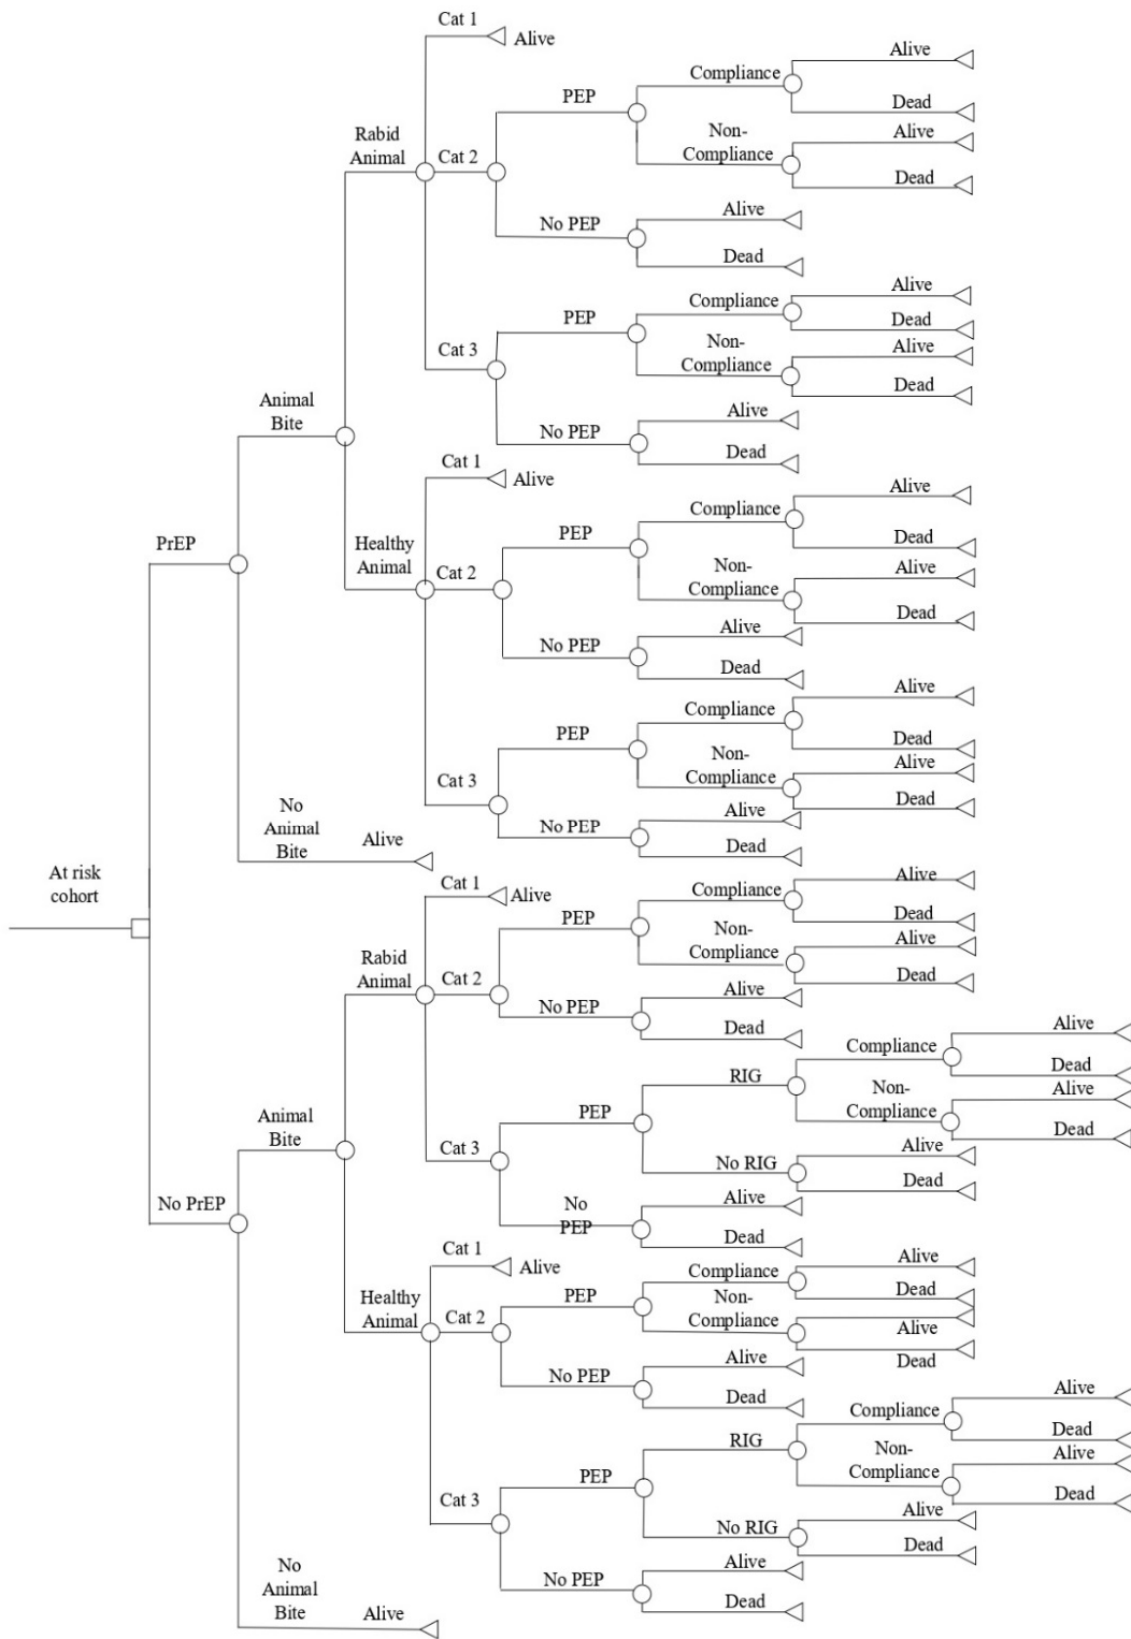 Cat 1
Alive
Alive
Compliance
PEP
Dead
Non-
Compliance
Alive
Rabid
Animal
Cat 2
Dead
Alive
No PEP
Dead
Alive
Compliance
PEP
Dead
Non-
Compliance
Alive
Cat 3
Dead
Animal
Bite
Alive
No PEP
Dead
Cat 1
Alive
Alive
Compliance
PrEP
Healthy
Animal
PEP
Dead
Non-
Compliance
Alive
Cat 2
Dead
Alive
No PEP
Dead
Alive
Compliance
PEP
Dead
Non-
Compliance
Alive
Cat 3
Dead
No
Animal
Bite
Alive
Alive
No PEP
Dead
At risk
cohort
Cat 1
Alive
Alive
Compliance
PEP
Dead
Non-
Compliance
Alive
Rabid
Animal
Cat 2
Dead
Alive
No PEP
Dead
Alive
Compliance
RIG
Dead
Non-
Compliance
Alive
Animal
Bite
PEP
Dead
Cat 3
Alive
No RIG
Dead
No PrEP
No
PEP
Alive
Dead
Cat 1
Alive
Alive
Compliance
PEP
Dead
Healthy
Animal
Cat 2
Non-
Compliance
Alive
Dead
Alive
No PEP
Dead
Alive
Compliance
RIG
Dead
Non-
Compliance
Alive
PEP
Dead
Cat 3
Alive
No RIG
Dead
No
Animal
Bite
Alive
Alive
No PEP
Dead